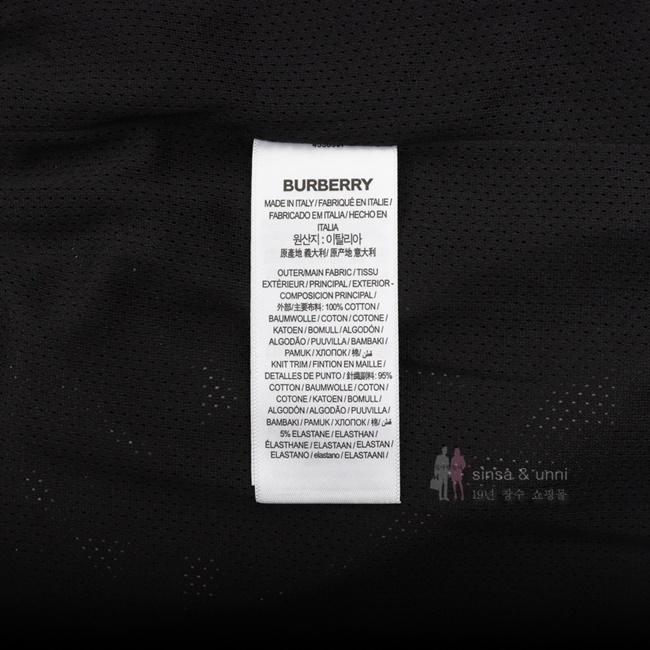 BURBERRY
MADE IN ITALY / FABRIQUÉ EN ITALIE /
FABRICADO EM ITALIA / HECHO EN
ITALIA
원산지 : 이탈리아
原產地 義大利/ 原产地 意大利
OUTER/MAIN FABRIC / TISSU
EXTÉRIEUR / PRINCIPAL / EXTERIOR -
COMPOSICION PRINCIPAL /
外部/主要布料: 100% COTTON /
BAUMWOLLE / COTON / COTONE /
KATOEN / BOMULL / ALGODÓN /
ALGODÃO / PUUVILLA / BAMBAKI /
PAMUK / ХЛОПОК / 棉/ قطن
KNIT TRIM / FINTION EN MAILLE /
DETALLES DE PUNTO / 針織副料: 95%
COTTON / BAUMWOLLE / COTON /
COTONE / KATOEN / BOMULL /
ALGODÓN / ALGODÃO / PUUVILLA /
BAMBAKI / PAMUK / ХЛОПОК / 棉/ قطن
5% ELASTANE / ELASTHAN /
ÉLASTHANE / ELASTAAN / ELASTAN /
ELASTANO / elastano / ELASTAANI /
sinsa & unni
19년 장수 쇼핑몰